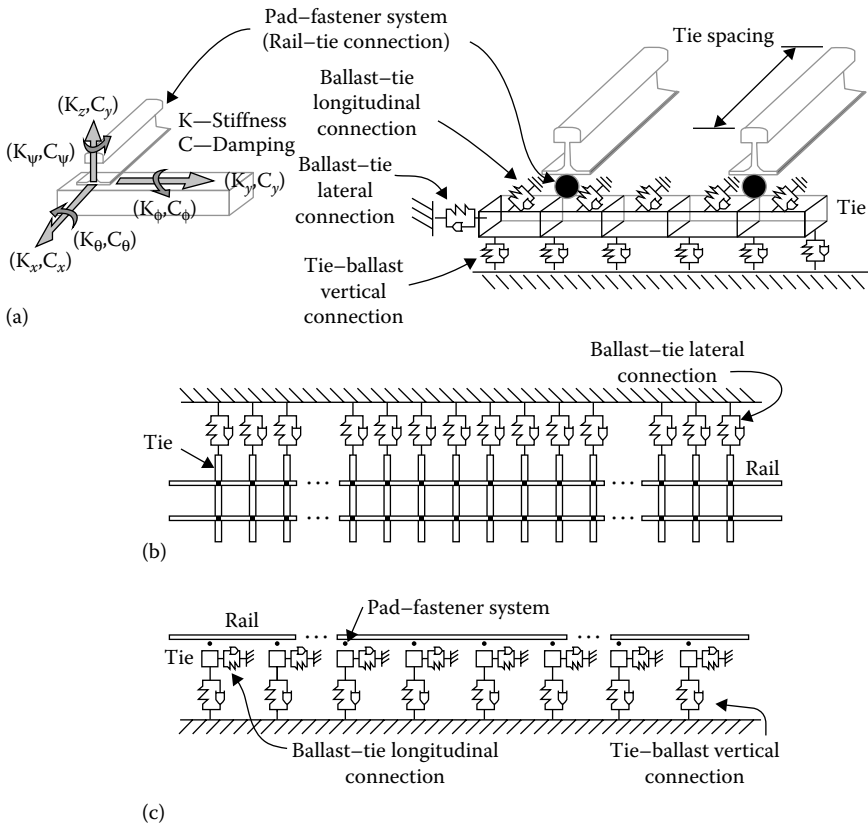 Pad–fastener system
(Rail–tie connection)
Tie spacing
Ballast–tie
longitudinal
connection
(K_z,C_y)
K—Stiffness
C—Damping
(K_ψ,C_ψ)
Ballast–tie
lateral
connection
(K_y,C_y)
(K_ϕ,C_ϕ)
Tie
(K_θ,C_θ)
(K_x,C_x)
Tie–ballast
vertical
connection
(a)
Ballast–tie lateral
connection
Tie
Rail
(b)
Pad–fastener system
Rail
Tie
Ballast–tie longitudinal
connection
Tie–ballast vertical
connection
(c)